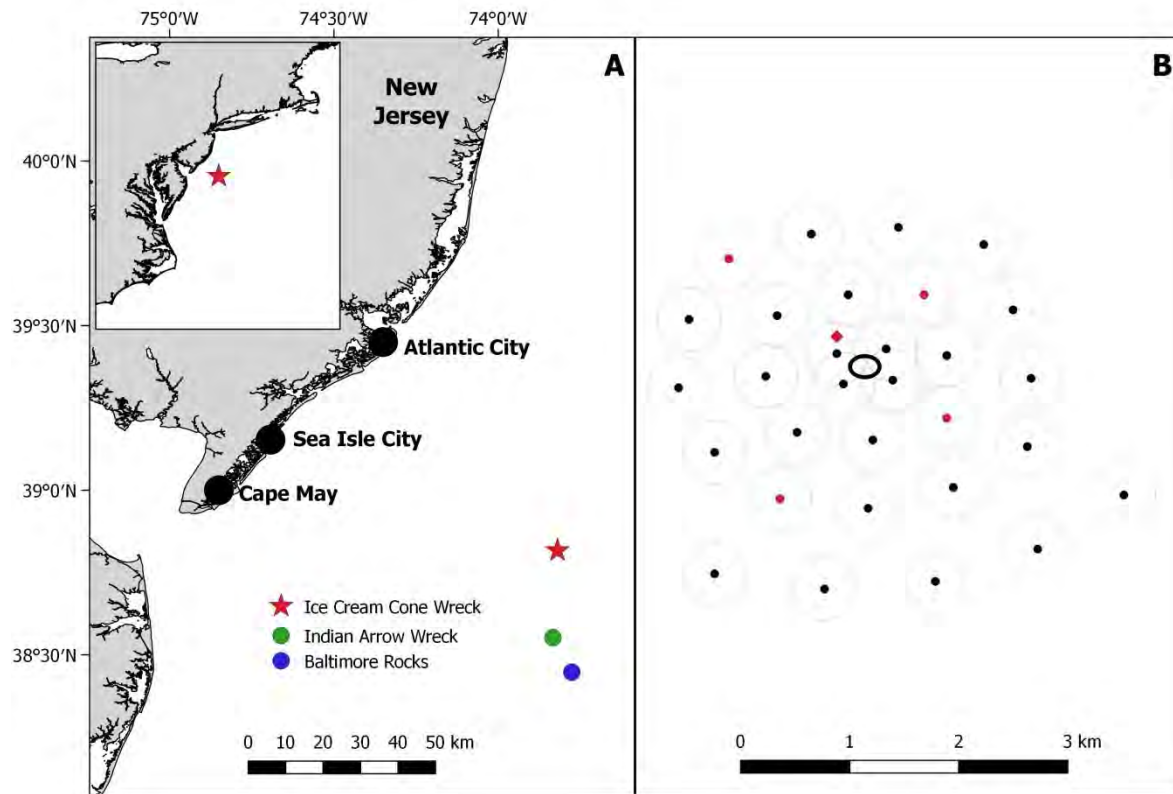 75°0'W 74°30'W 74°0'W
A
B
New
Jersey
40°0'N
39°30'N
Atlantic City
Sea Isle City
39°0'N
Cape May
Ice Cream Cone Wreck
Indian Arrow Wreck
38°30'N
Baltimore Rocks
0 10 20 30 40 50 km
0 1 2 3 km